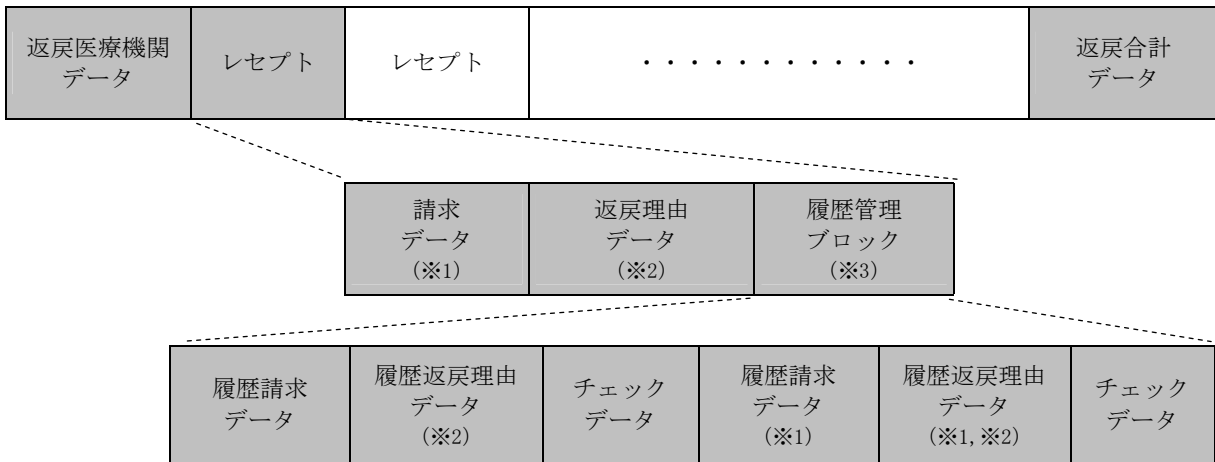 返戻医療機関
データ
レセプト
レセプト
・・・・・・・・・・・・
返戻合計
データ
請求
データ
(※1)
返戻理由
データ
(※2)
履歴管理
ブロック
(※3)
履歴請求
データ
履歴返戻理由
データ
(※2)
チェック
データ
履歴請求
データ
(※1)
履歴返戻理由
データ
(※1,※2)
チェック
データ